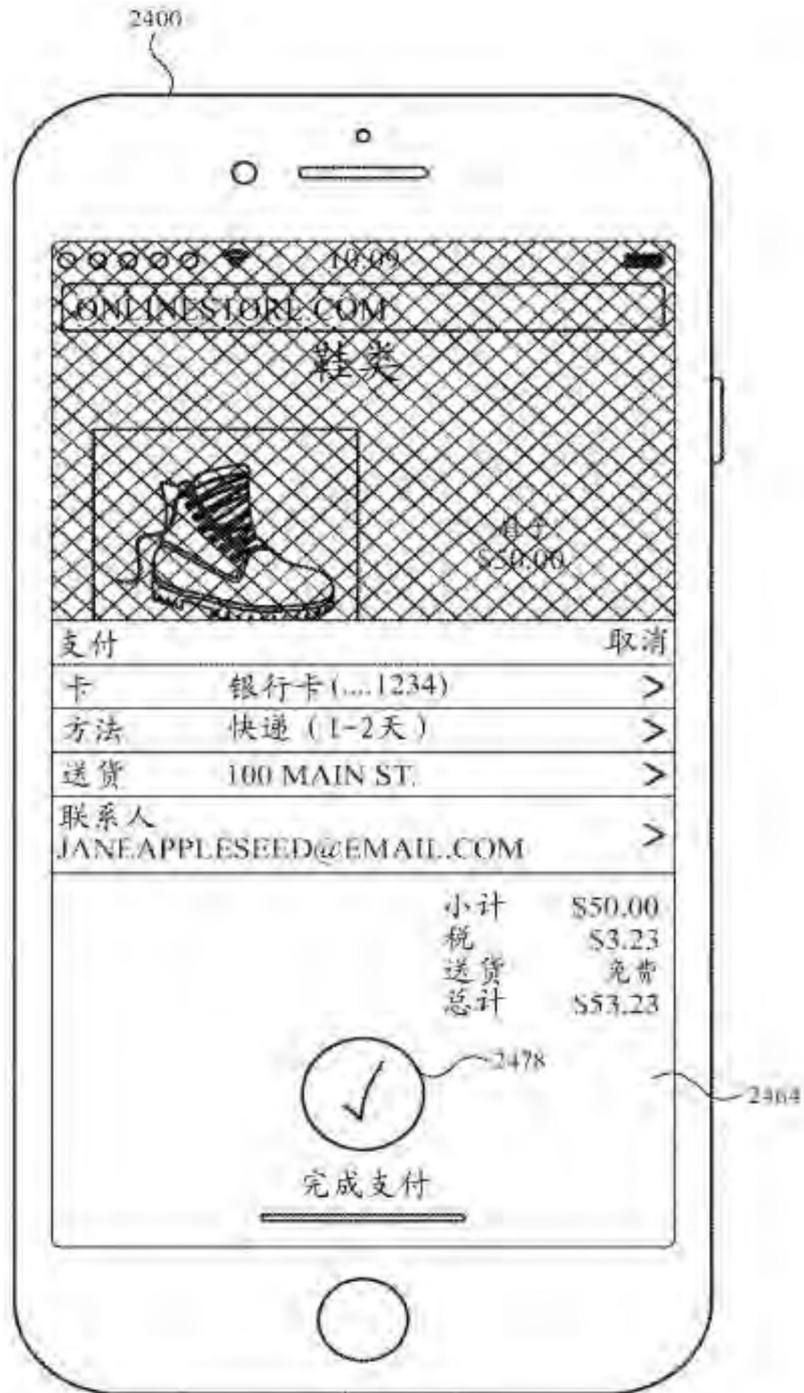 2400
10:09
ONLINESTORE.COM
鞋类
靴子
$50.00
支付 取消
卡 银行卡(....1234) >
方法 快递（1-2天） >
送货 100 MAIN ST. >
联系人
JANEAPPLESEED@EMAIL.COM >
小计 $50.00
税 $3.23
送货 免费
总计 $53.23
2478
2464
完成支付